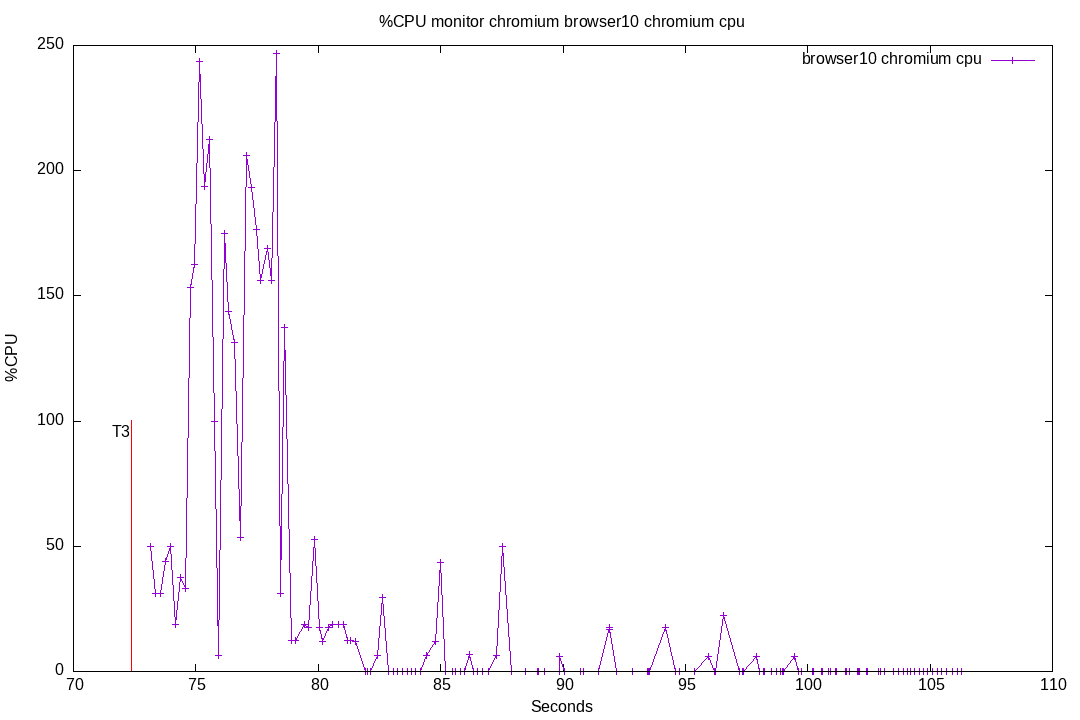 %CPU monitor chromium browser10 chromium cpu
browser10 chromium cpu
250
200
150
100
50
0
%CPU
T3
70 75 80 85 90 95 100 105 110
Seconds